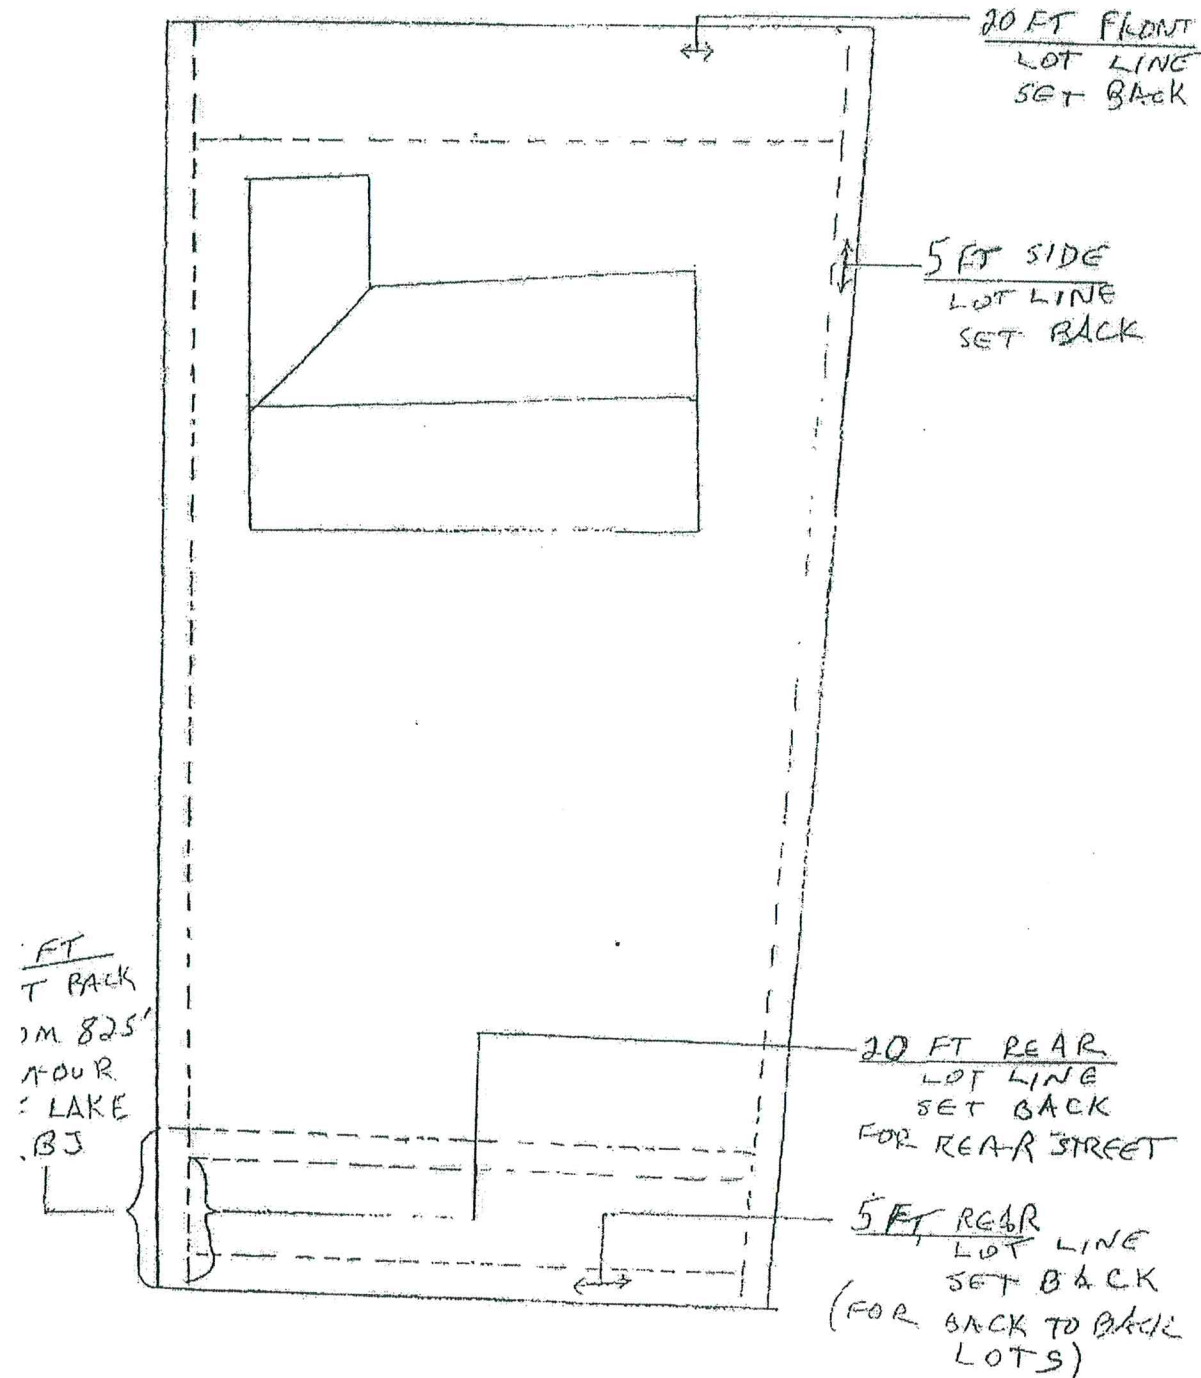 20 FT FRONT
LOT LINE
SET BACK
5 FT SIDE
LOT LINE
SET BACK
FT
T BACK
OM 825'
TOUR
LAKE
BJ
20 FT REAR
LOT LINE
SET BACK
FOR REAR STREET
5 FT REAR
LOT LINE
SET BACK
(FOR BACK TO BACK
LOTS)